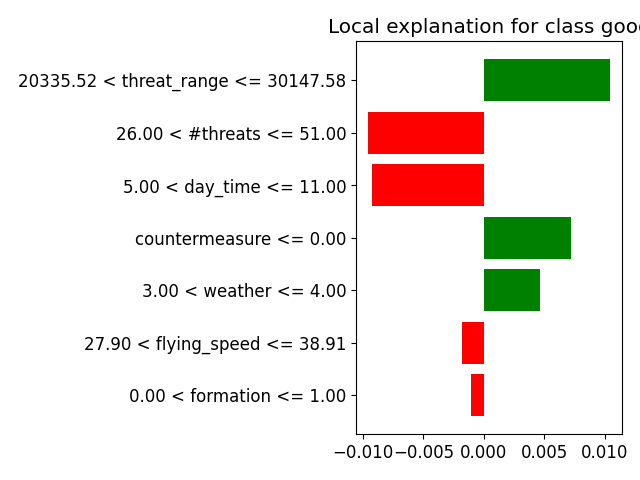 Local explanation for class goo
20335.52 < threat_range <= 30147.58
26.00 < #threats <= 51.00
5.00 < day_time <= 11.00
countermeasure <= 0.00
3.00 < weather <= 4.00
27.90 < flying_speed <= 38.91
0.00 < formation <= 1.00
−0.010 −0.005 0.000 0.005 0.010